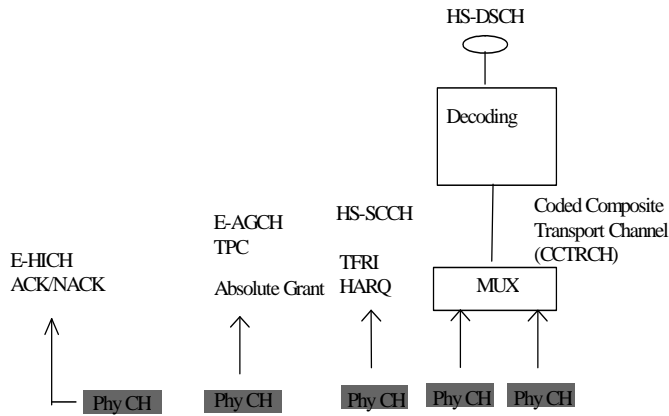 HS-DSCH
Decoding
E-HICH
ACK/NACK
E-AGCH
TPC
Absolute Grant
HS-SCCH
TFRI
HARQ
Coded Composite
Transport Channel
(CCTRCH)
MUX
Phy CH
Phy CH
Phy CH
Phy CH
Phy CH